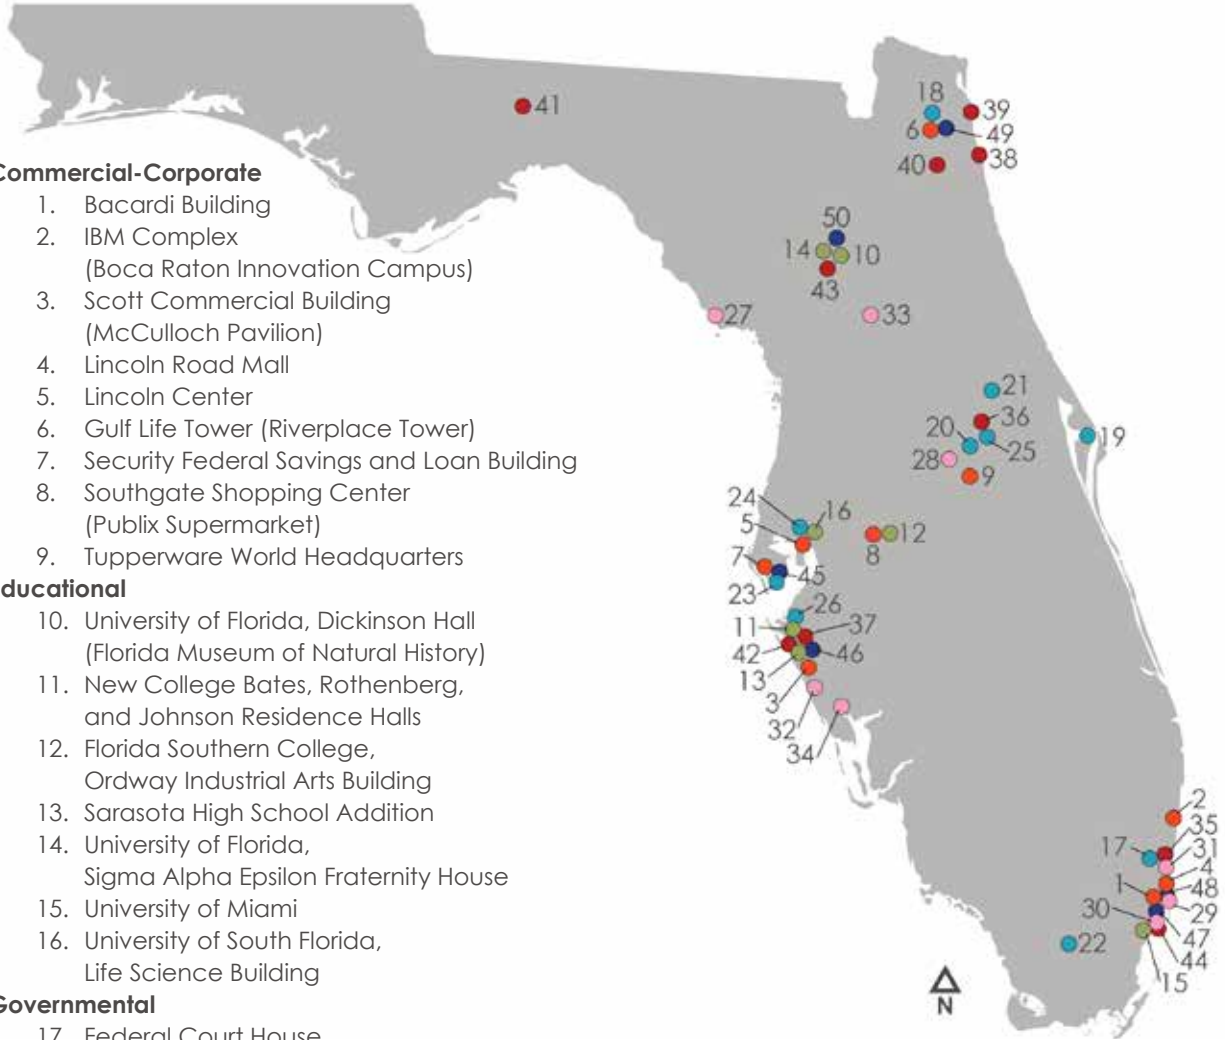 Commercial-Corporate
1. Bacardi Building
2. IBM Complex
(Boca Raton Innovation Campus)
3. Scott Commercial Building
(McCulloch Pavilion)
4. Lincoln Road Mall
5. Lincoln Center
6. Gulf Life Tower (Riverplace Tower)
7. Security Federal Savings and Loan Building
8. Southgate Shopping Center
(Publix Supermarket)
9. Tupperware World Headquarters
ducational
10. University of Florida, Dickinson Hall
(Florida Museum of Natural History)
11. New College Bates, Rothenberg,
and Johnson Residence Halls
12. Florida Southern College,
Ordway Industrial Arts Building
13. Sarasota High School Addition
14. University of Florida,
Sigma Alpha Epsilon Fraternity House
15. University of Miami
16. University of South Florida,
Life Science Building
Governmental
17. Federal Court House
41
18
39
6
49
38
40
50
14
10
43
27
33
21
36
20
25
19
28
9
24
16
5
8
12
7
45
23
26
11
37
42
46
13
3
32
34
2
35
17
31
4
1
48
29
30
47
22
44
15
N